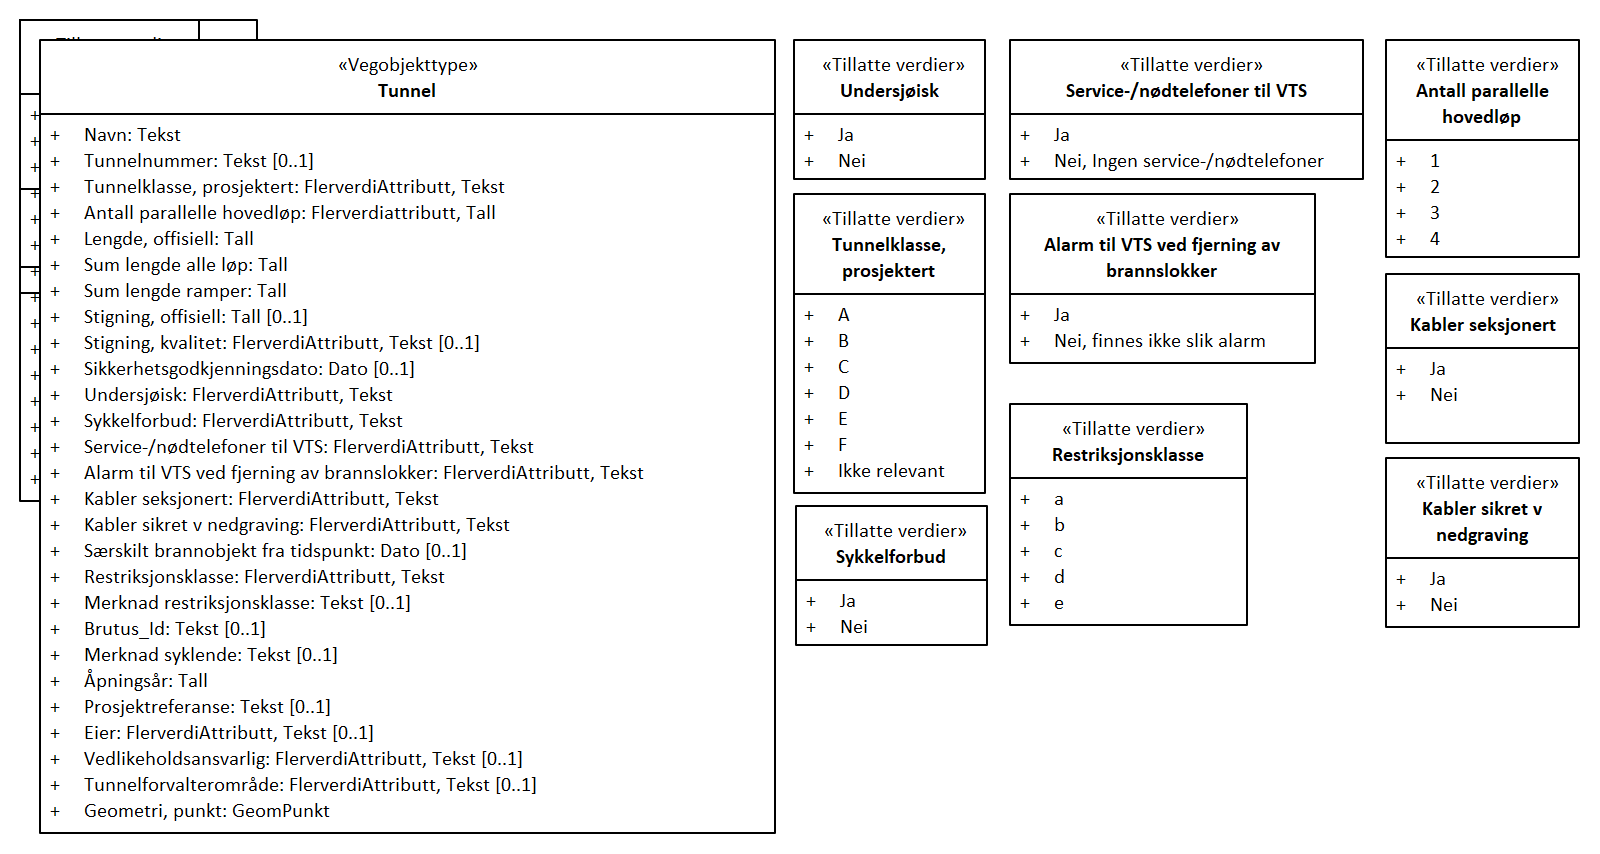 «Vegobjekttype»
Tunnel
+ Navn: Tekst
+ Tunnelnummer: Tekst [0..1]
+ Tunnelklasse, prosjektert: FlerverdiAttributt, Tekst
+ Antall parallelle hovedløp: Flerverdiattributt, Tall
+ Lengde, offisiell: Tall
+ Sum lengde alle løp: Tall
+ Sum lengde ramper: Tall
+ Stigning, offisiell: Tall [0..1]
+ Stigning, kvalitet: FlerverdiAttributt, Tekst [0..1]
+ Sikkerhetsgodkjenningsdato: Dato [0..1]
+ Undersjøisk: FlerverdiAttributt, Tekst
+ Sykkelforbud: FlerverdiAttributt, Tekst
+ Service-/nødtelefoner til VTS: FlerverdiAttributt, Tekst
+ Alarm til VTS ved fjerning av brannslokker: FlerverdiAttributt, Tekst
+ Kabler seksjonert: FlerverdiAttributt, Tekst
+ Kabler sikret v nedgraving: FlerverdiAttributt, Tekst
+ Særskilt brannobjekt fra tidspunkt: Dato [0..1]
+ Restriksjonsklasse: FlerverdiAttributt, Tekst
+ Merknad restriksjonsklasse: Tekst [0..1]
+ Brutus_Id: Tekst [0..1]
+ Merknad syklende: Tekst [0..1]
+ Åpningsår: Tall
+ Prosjektreferanse: Tekst [0..1]
+ Eier: FlerverdiAttributt, Tekst [0..1]
+ Vedlikeholdsansvarlig: FlerverdiAttributt, Tekst [0..1]
+ Tunnelforvalterområde: FlerverdiAttributt, Tekst [0..1]
+ Geometri, punkt: GeomPunkt
«Tillatte verdier»
Undersjøisk
+ Ja
+ Nei
«Tillatte verdier»
Tunnelklasse,
prosjektert
+ A
+ B
+ C
+ D
+ E
+ F
+ Ikke relevant
«Tillatte verdier»
Sykkelforbud
+ Ja
+ Nei
«Tillatte verdier»
Service-/nødtelefoner til VTS
+ Ja
+ Nei, Ingen service-/nødtelefoner
«Tillatte verdier»
Alarm til VTS ved fjerning av
brannslokker
+ Ja
+ Nei, finnes ikke slik alarm
«Tillatte verdier»
Restriksjonsklasse
+ a
+ b
+ c
+ d
+ e
«Tillatte verdier»
Antall parallelle
hovedløp
+ 1
+ 2
+ 3
+ 4
«Tillatte verdier»
Kabler seksjonert
+ Ja
+ Nei
«Tillatte verdier»
Kabler sikret v
nedgraving
+ Ja
+ Nei